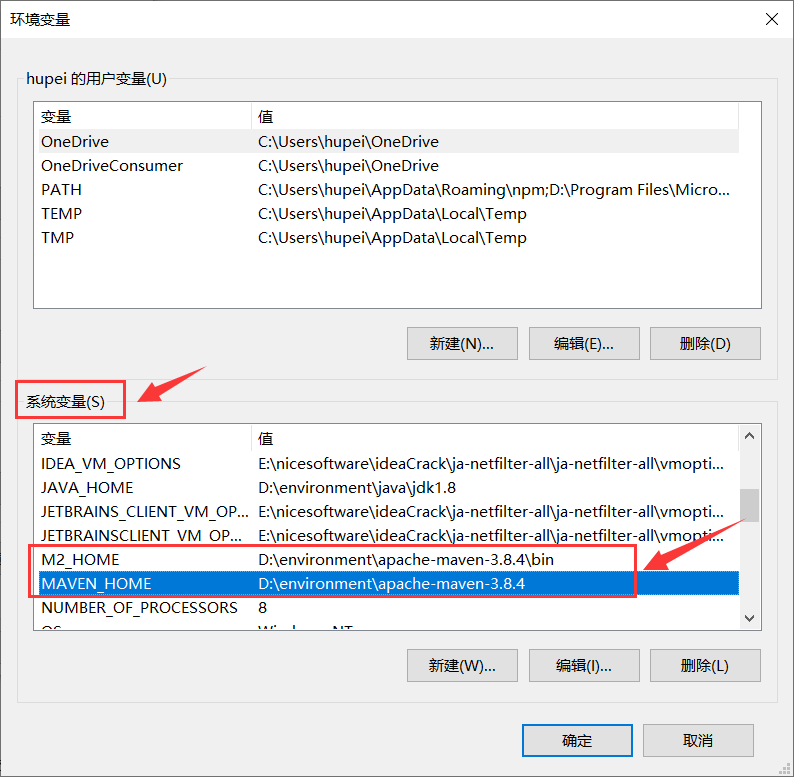 环境变量
hupei 的用户变量(U)
变量 值
OneDrive C:\Users\hupei\OneDrive
OneDriveConsumer C:\Users\hupei\OneDrive
PATH C:\Users\hupei\AppData\Roaming\npm;D:\Program Files\Micro...
TEMP C:\Users\hupei\AppData\Local\Temp
TMP C:\Users\hupei\AppData\Local\Temp
新建(N)... 编辑(E)... 删除(D)
系统变量(S)
变量 值
IDEA_VM_OPTIONS E:\nicesoftware\ideaCrack\ja-netfilter-all\ja-netfilter-all\vmopti...
JAVA_HOME D:\environment\java\jdk1.8
JETBRAINS_CLIENT_VM_OP... E:\nicesoftware\ideaCrack\ja-netfilter-all\ja-netfilter-all\vmopti...
JETBRAINSCLIENT_VM_OP... E:\nicesoftware\ideaCrack\ja-netfilter-all\ja-netfilter-all\vmopti...
M2_HOME D:\environment\apache-maven-3.8.4\bin
MAVEN_HOME D:\environment\apache-maven-3.8.4
NUMBER_OF_PROCESSORS 8
OS Windows_NT
新建(W)... 编辑(I)... 删除(L)
确定 取消